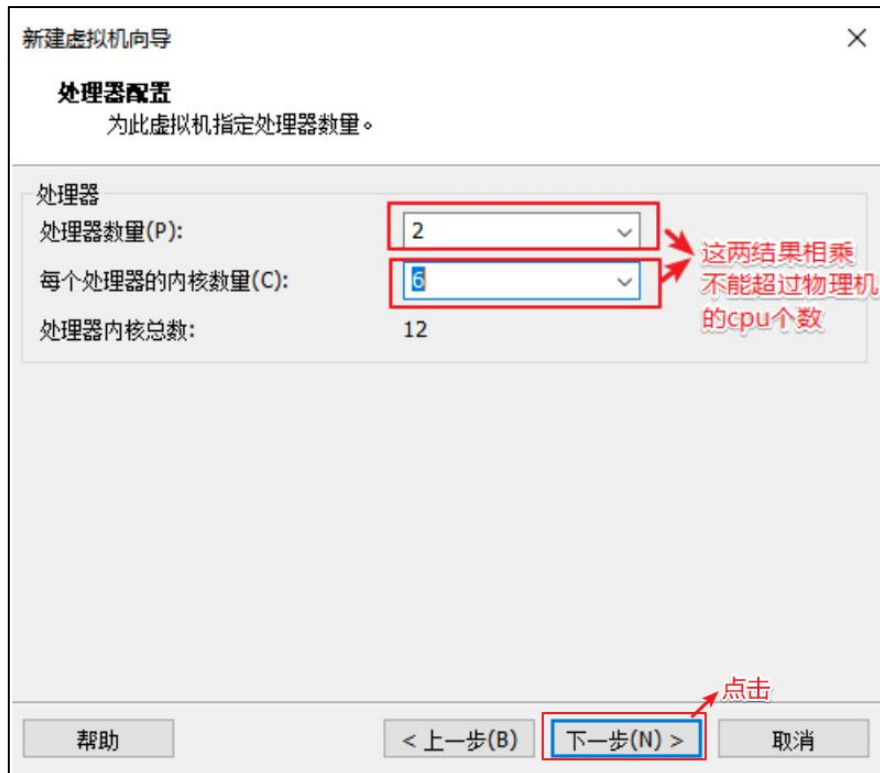 新建虚拟机向导
处理器配置
为此虚拟机指定处理器数量。
处理器
处理器数量(P):
2
每个处理器的内核数量(C):
6
处理器内核总数:
12
这两结果相乘
不能超过物理机
的cpu个数
点击
帮助
< 上一步(B)
下一步(N) >
取消